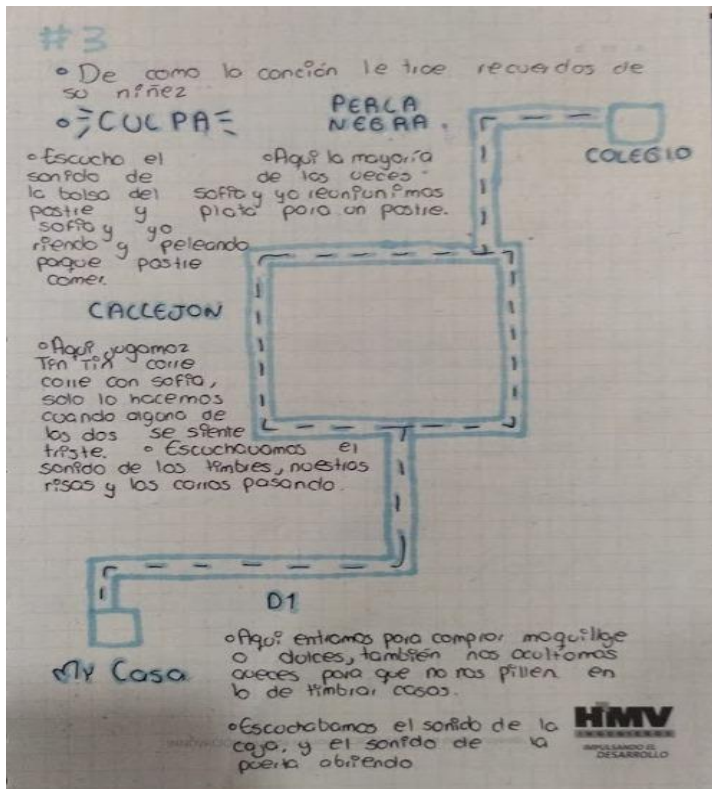 #3
• De como la canción le trae recuerdos de
su niñez
• CULPA
PERLA
NEGRA.
COLEGIO
• Escucho el
sonido de
la bolsa del
postre y
sofia y yo
riendo y peleando
porque postre
comer.
• Aquí la mayoría
de las veces
sofia y yo reuniunimos
plata para un postre.
CALLEJON
• Aquí jugamoz
Tin Tin corre
corre con sofia,
solo lo hacemos
cuando alguna de
las dos se siente
triste. • Escuchavamos el
sonido de los timbres, nuestras
risas y los carros pasando.
D1
My Casa
• Aquí entramos para comprar maquillaje
o dulces, también nos ocultamos
aveces para que no nos pillen en
lo de timbrar casas.
• Escuchabamos el sonido de la
caja, y el sonido de la
puerta abriendo
HMV
INGENIEROS
IMPULSANDO EL
DESARROLLO